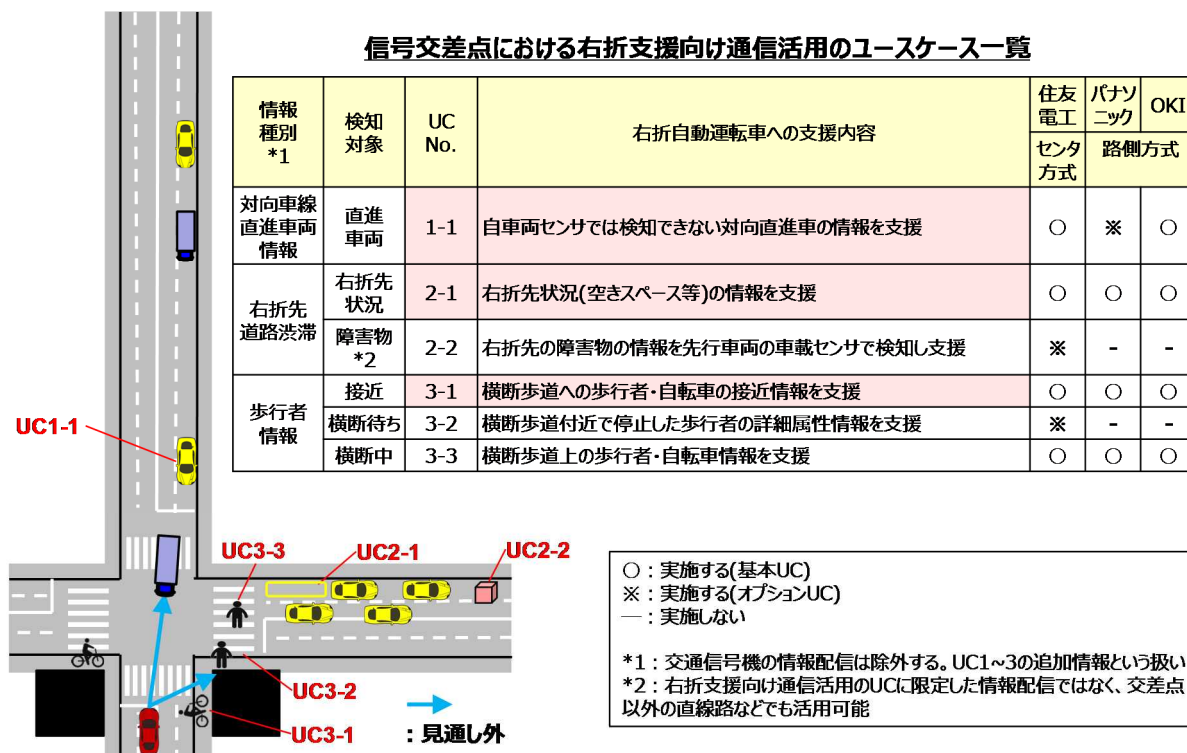 信号交差点における右折支援向け通信活用のユースケース一覧
情報
種別
*1
検知
対象
UC
No.
右折自動運転車への支援内容
住友
電工
パナソ
ニック
OKI
センタ
方式
路側方式
対向車線
直進車両
情報
直進
車両
1-1
自車両センサでは検知できない対向直進車の情報を支援
○
※
○
右折先
道路渋滞
右折先
状況
2-1
右折先状況(空きスペース等)の情報を支援
○
○
○
障害物
*2
2-2
右折先の障害物の情報を先行車両の車載センサで検知し支援
※
-
-
歩行者
情報
接近
3-1
横断歩道への歩行者・自転車の接近情報を支援
○
○
○
横断待ち
3-2
横断歩道付近で停止した歩行者の詳細属性情報を支援
※
-
-
横断中
3-3
横断歩道上の歩行者・自転車情報を支援
○
○
○
UC1-1
UC3-3
UC2-1
UC2-2
UC3-2
UC3-1
：見通し外
○：実施する(基本UC)
※：実施する(オプションUC)
―：実施しない
*1：交通信号機の情報配信は除外する。UC1~3の追加情報という扱い
*2：右折支援向け通信活用のUCに限定した情報配信ではなく、交差点
以外の直線路などでも活用可能